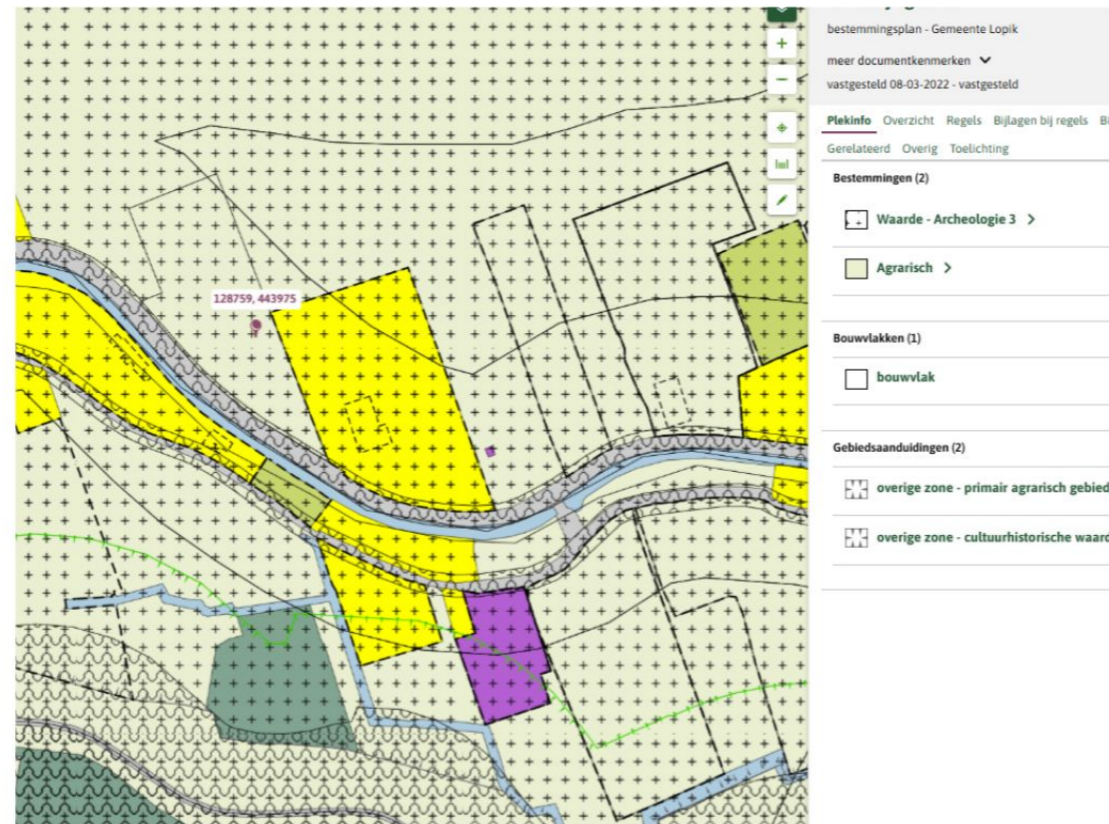 128759, 443975
bestemmingsplan - Gemeente Lopik
meer documentkenmerken
vastgesteld 08-03-2022 - vastgesteld
Plekinfo Overzicht Regels Bijlagen bij regels
Gerelateerd Overig Toelichting
Bestemmingen (2)
Waarde - Archeologie 3
Agrarisch
Bouwvlakken (1)
bouwvlak
Gebiedsaanduidingen (2)
overige zone - primair agrarisch gebied
overige zone - cultuurhistorische waard